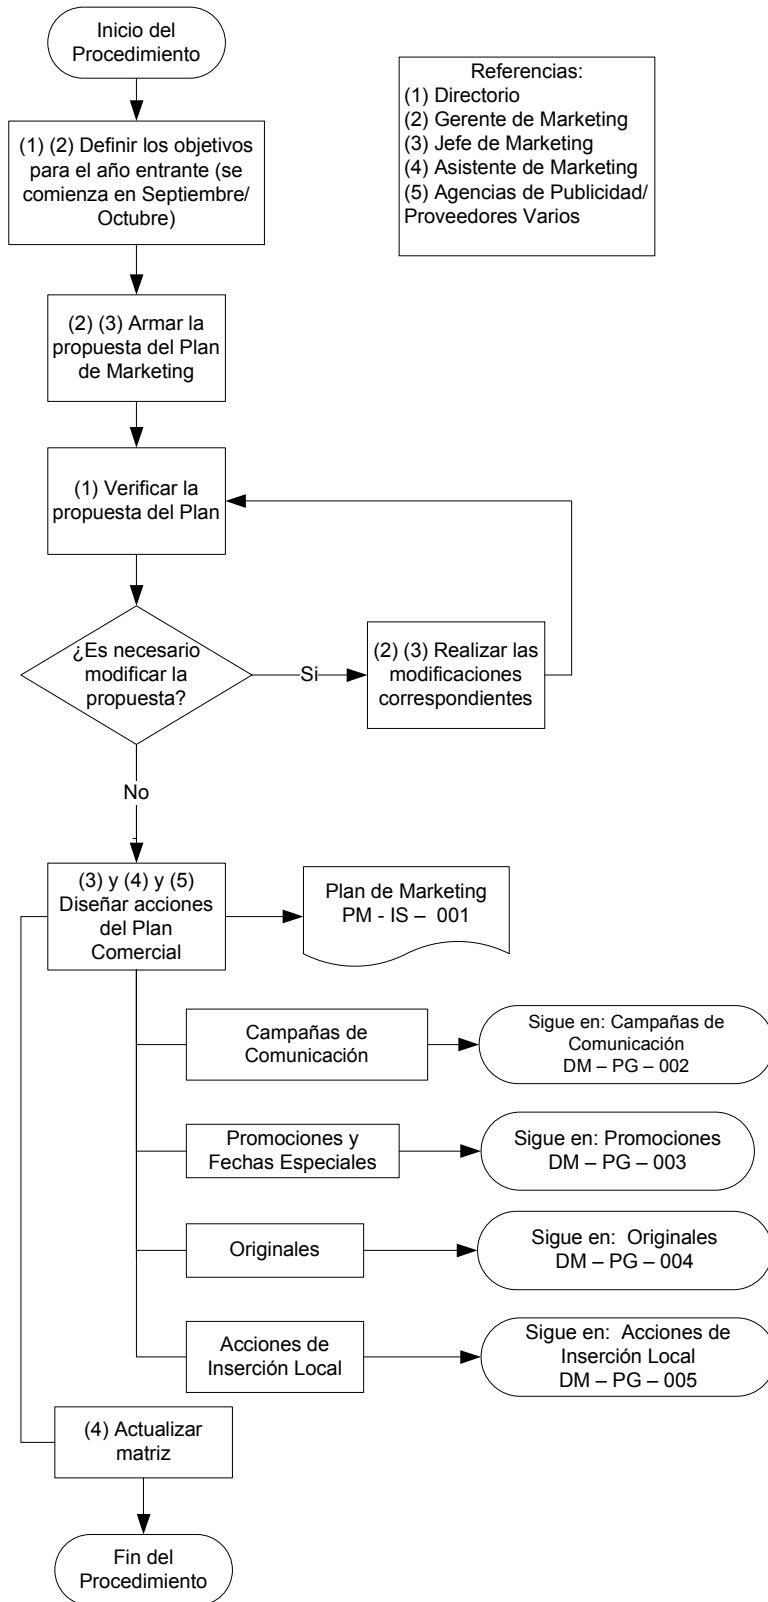 Inicio del
Procedimiento
Referencias:
(1) Directorio
(2) Gerente de Marketing
(3) Jefe de Marketing
(4) Asistente de Marketing
(5) Agencias de Publicidad/
Proveedores Varios
(1) (2) Definir los objetivos
para el año entrante (se
comienza en Septiembre/
Octubre)
(2) (3) Armar la
propuesta del Plan
de Marketing
(1) Verificar la
propuesta del Plan
¿Es necesario
modificar la
propuesta?
Si
(2) (3) Realizar las
modificaciones
correspondientes
No
(3) y (4) y (5)
Diseñar acciones
del Plan
Comercial
Plan de Marketing
PM - IS – 001
Campañas de
Comunicación
Sigue en: Campañas de
Comunicación
DM – PG – 002
Promociones y
Fechas Especiales
Sigue en: Promociones
DM – PG – 003
Originales
Sigue en: Originales
DM – PG – 004
Acciones de
Inserción Local
Sigue en: Acciones de
Inserción Local
DM – PG – 005
(4) Actualizar
matriz
Fin del
Procedimiento